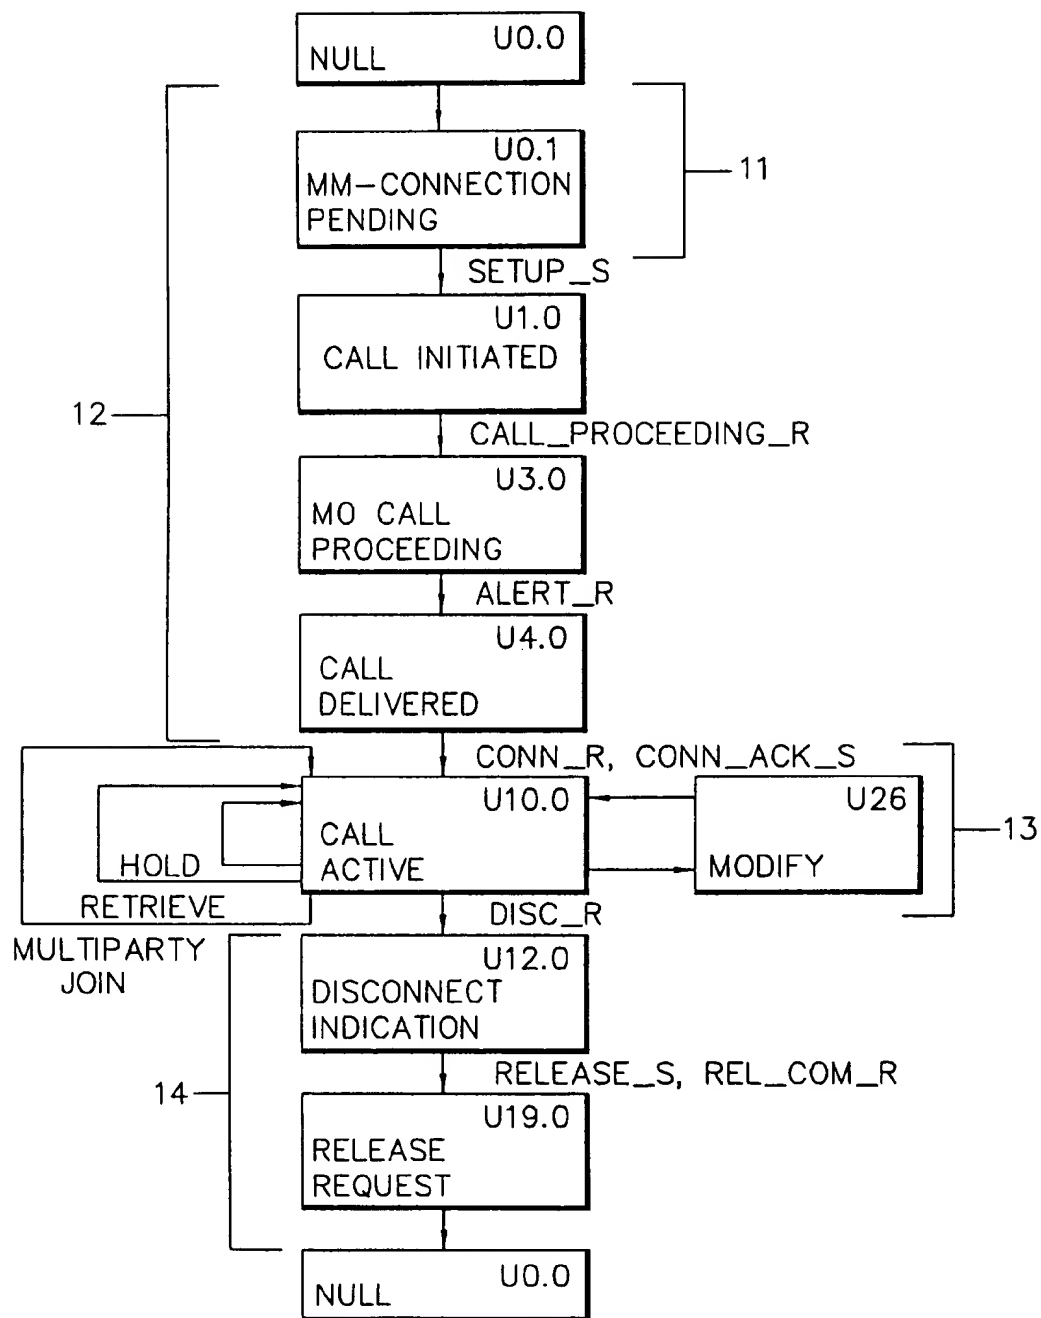 U0.0
NULL
U0.1
MM-CONNECTION
PENDING
11
SETUP_S
U1.0
CALL INITIATED
12
CALL_PROCEEDING_R
U3.0
MO CALL
PROCEEDING
ALERT_R
U4.0
CALL
DELIVERED
CONN_R, CONN_ACK_S
U10.0
CALL
ACTIVE
U26
MODIFY
13
HOLD
RETRIEVE
MULTIPARTY
JOIN
DISC_R
U12.0
DISCONNECT
INDICATION
14
RELEASE_S, REL_COM_R
U19.0
RELEASE
REQUEST
U0.0
NULL